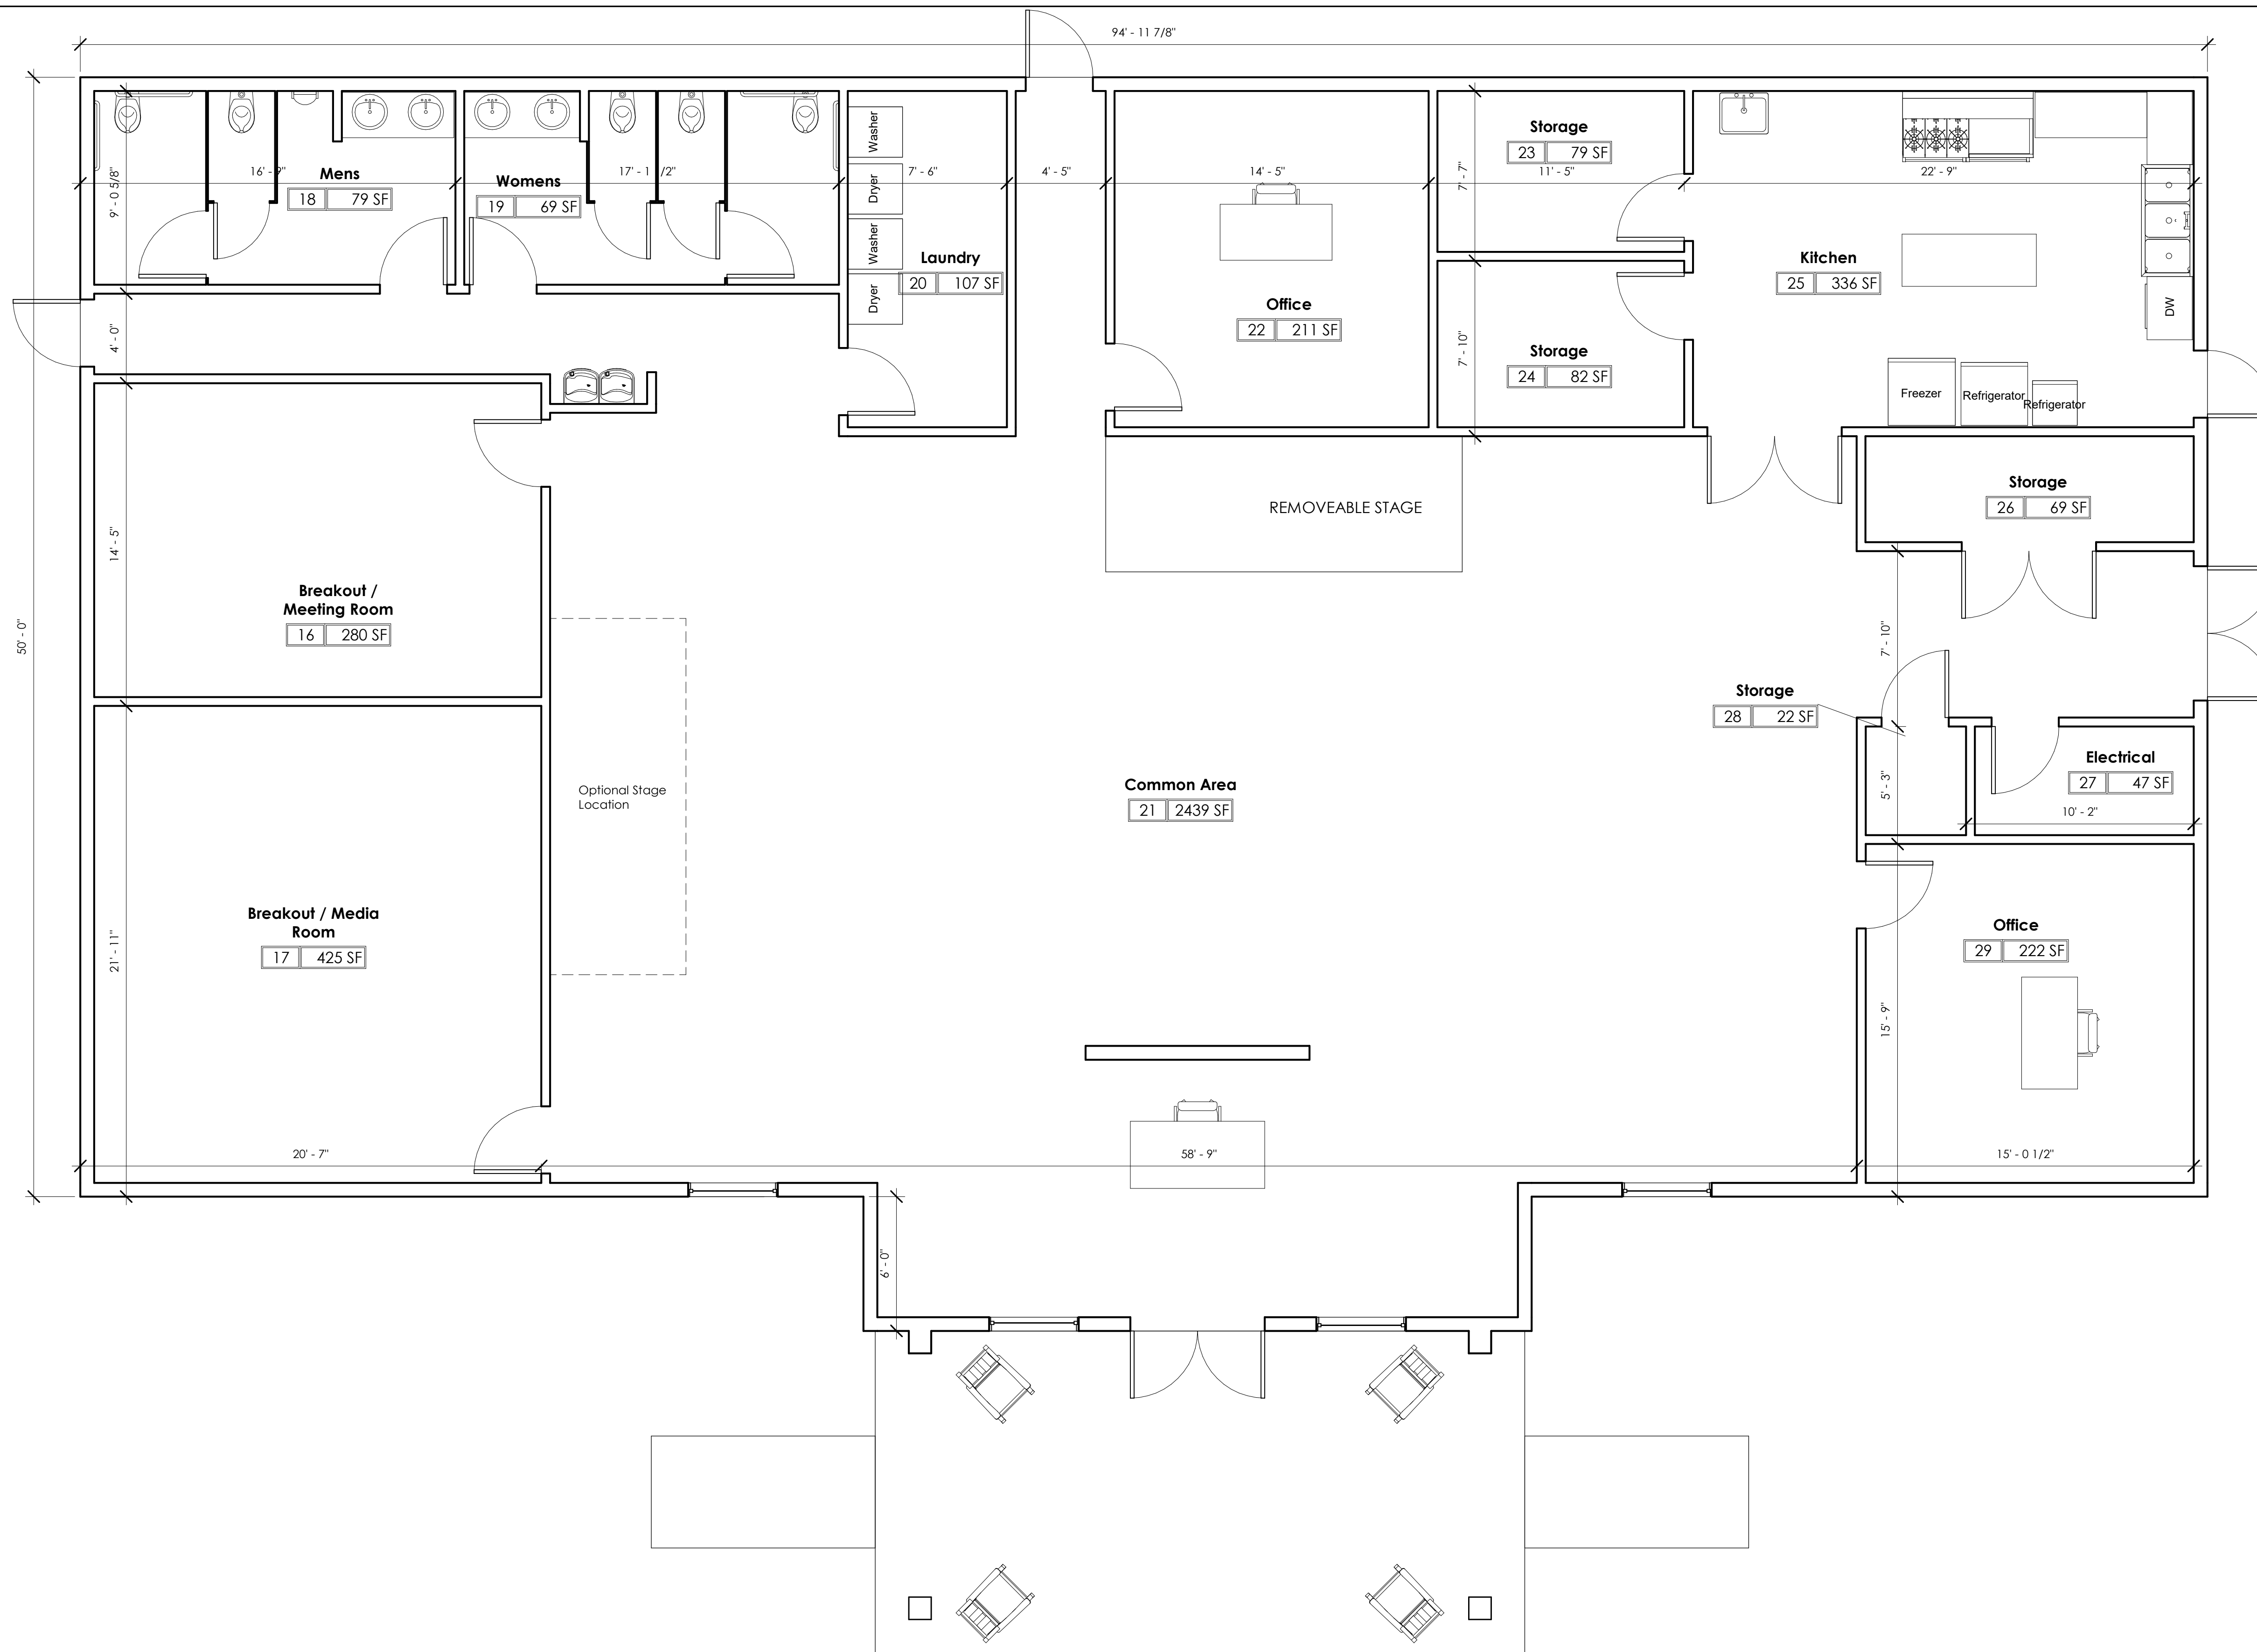 94' - 11 7/8"
50' - 0"
9' - 0 5/8"
16' - 9"
Mens
18 79 SF
Womens
19 69 SF
17' - 1 1/2"
Washer
Dryer
Washer
Dryer
7' - 6"
Laundry
20 107 SF
4' - 5"
14' - 5"
Office
22 211 SF
Storage
23 79 SF
7' - 7"
11' - 5"
7' - 10"
Storage
24 82 SF
22' - 9"
Kitchen
25 336 SF
DW
Freezer
Refrigerator
Refrigerator
4' - 0"
14' - 5"
Breakout /
Meeting Room
16 280 SF
REMOVEABLE STAGE
Storage
26 69 SF
7' - 10"
Storage
28 22 SF
Electrical
27 47 SF
5' - 3"
10' - 2"
Optional Stage
Location
Common Area
21 2439 SF
Breakout / Media
Room
17 425 SF
21' - 11"
Office
29 222 SF
15' - 9"
20' - 7"
58' - 9"
15' - 0 1/2"
6' - 0"